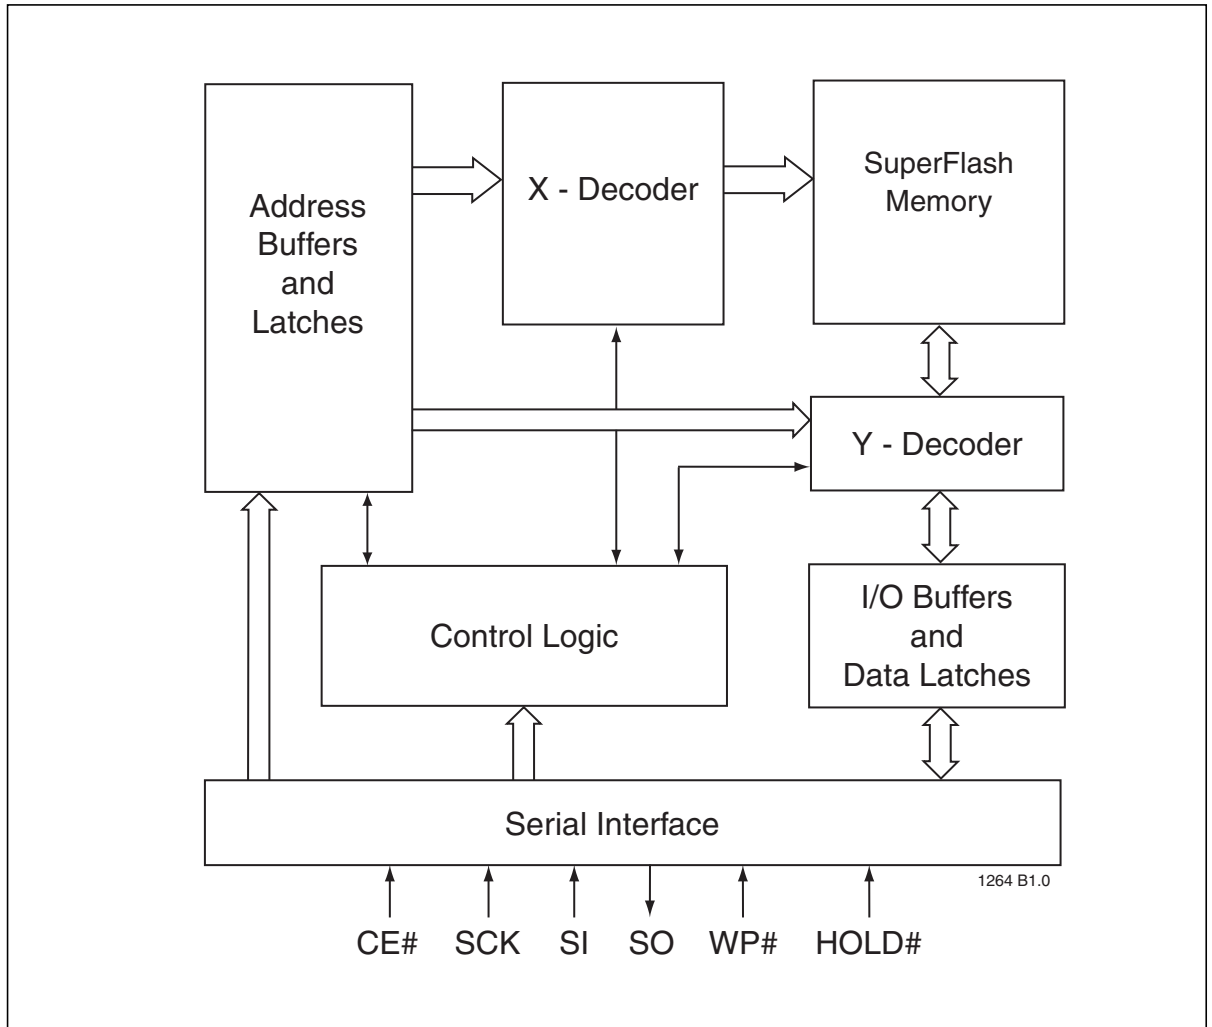 Address
Buffers
and
Latches
X - Decoder
SuperFlash
Memory
Y - Decoder
Control Logic
I/O Buffers
and
Data Latches
Serial Interface
1264 B1.0
CE# SCK SI SO WP# HOLD#